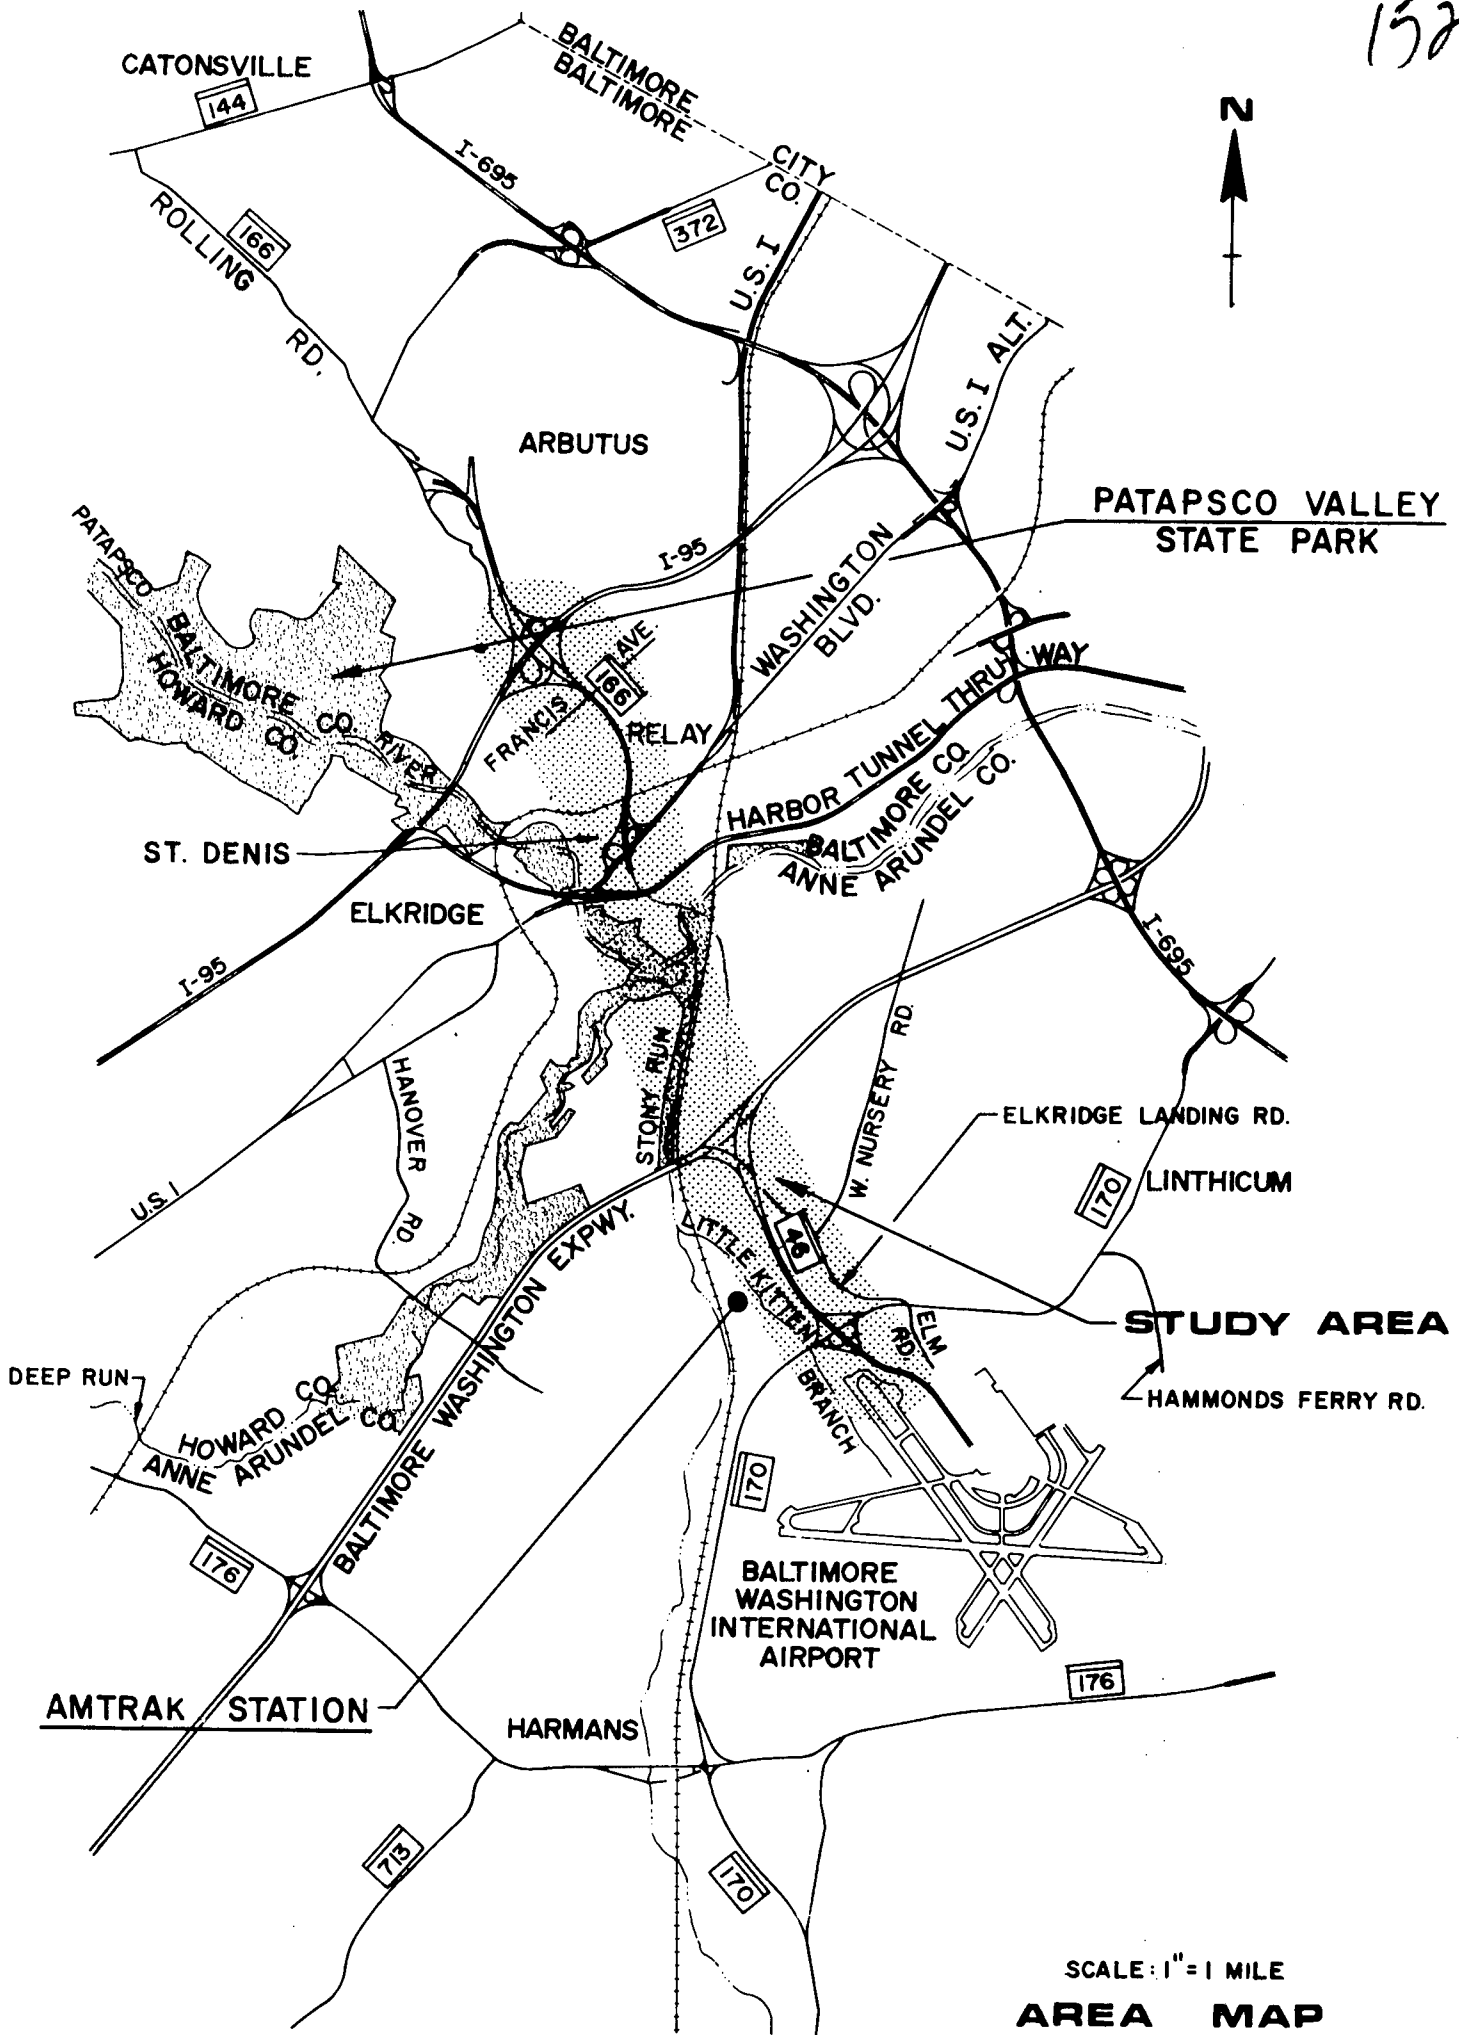 152
CATONSVILLE
144
BALTIMORE CITY
BALTIMORE CO.
N
I-695
166
ROLLING RD.
372
U.S. 1
U.S. 1 ALT.
ARBUTUS
PATAPSCO VALLEY
STATE PARK
I-95
WASHINGTON
BLVD.
PATAPSCO RIVER
BALTIMORE CO.
HOWARD CO.
FRANCIS AVE.
166
RELAY
HARBOR TUNNEL THRUWAY
BALTIMORE CO.
ANNE ARUNDEL CO.
ST. DENIS
ELKRIDGE
I-95
I-695
STONY RUN
W. NURSERY RD.
HANOVER RD.
ELKRIDGE LANDING RD.
LINTHICUM
170
U.S. 1
LITTLE KITTEN BRANCH
46
ELM
RD.
STUDY AREA
HAMMONDS FERRY RD.
DEEP RUN
HOWARD CO.
ANNE ARUNDEL CO.
BALTIMORE WASHINGTON EXPWY.
170
176
BALTIMORE
WASHINGTON
INTERNATIONAL
AIRPORT
176
AMTRAK STATION
HARMANS
713
170
SCALE: 1" = 1 MILE
AREA MAP